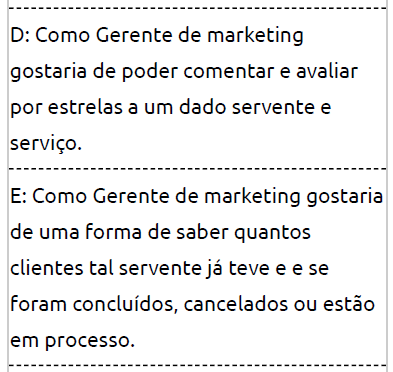 D: Como Gerente de marketing
gostaria de poder comentar e avaliar
por estrelas a um dado servente e
serviço.
E: Como Gerente de marketing gostaria
de uma forma de saber quantos
clientes tal servente já teve e e se
foram concluídos, cancelados ou estão
em processo.